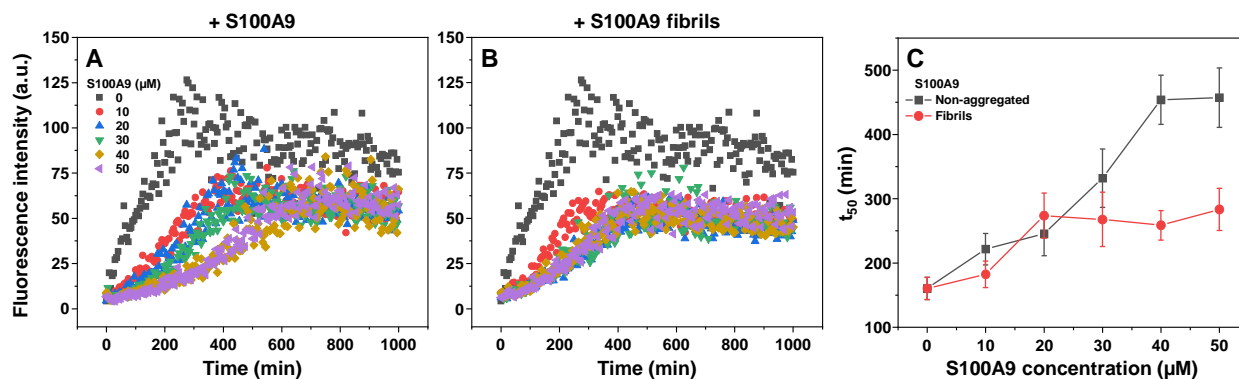 + S100A9
+ S100A9 fibrils
A
S100A9 (µM)
0
10
20
30
40
50
150
125
100
75
50
25
0
Fluorescence intensity (a.u.)
0 200 400 600 800 1000
Time (min)
B
150
125
100
75
50
25
0
0 200 400 600 800 1000
Time (min)
C
S100A9
Non-aggregated
Fibrils
500
400
300
200
100
t50 (min)
0 10 20 30 40 50
S100A9 concentration (µM)